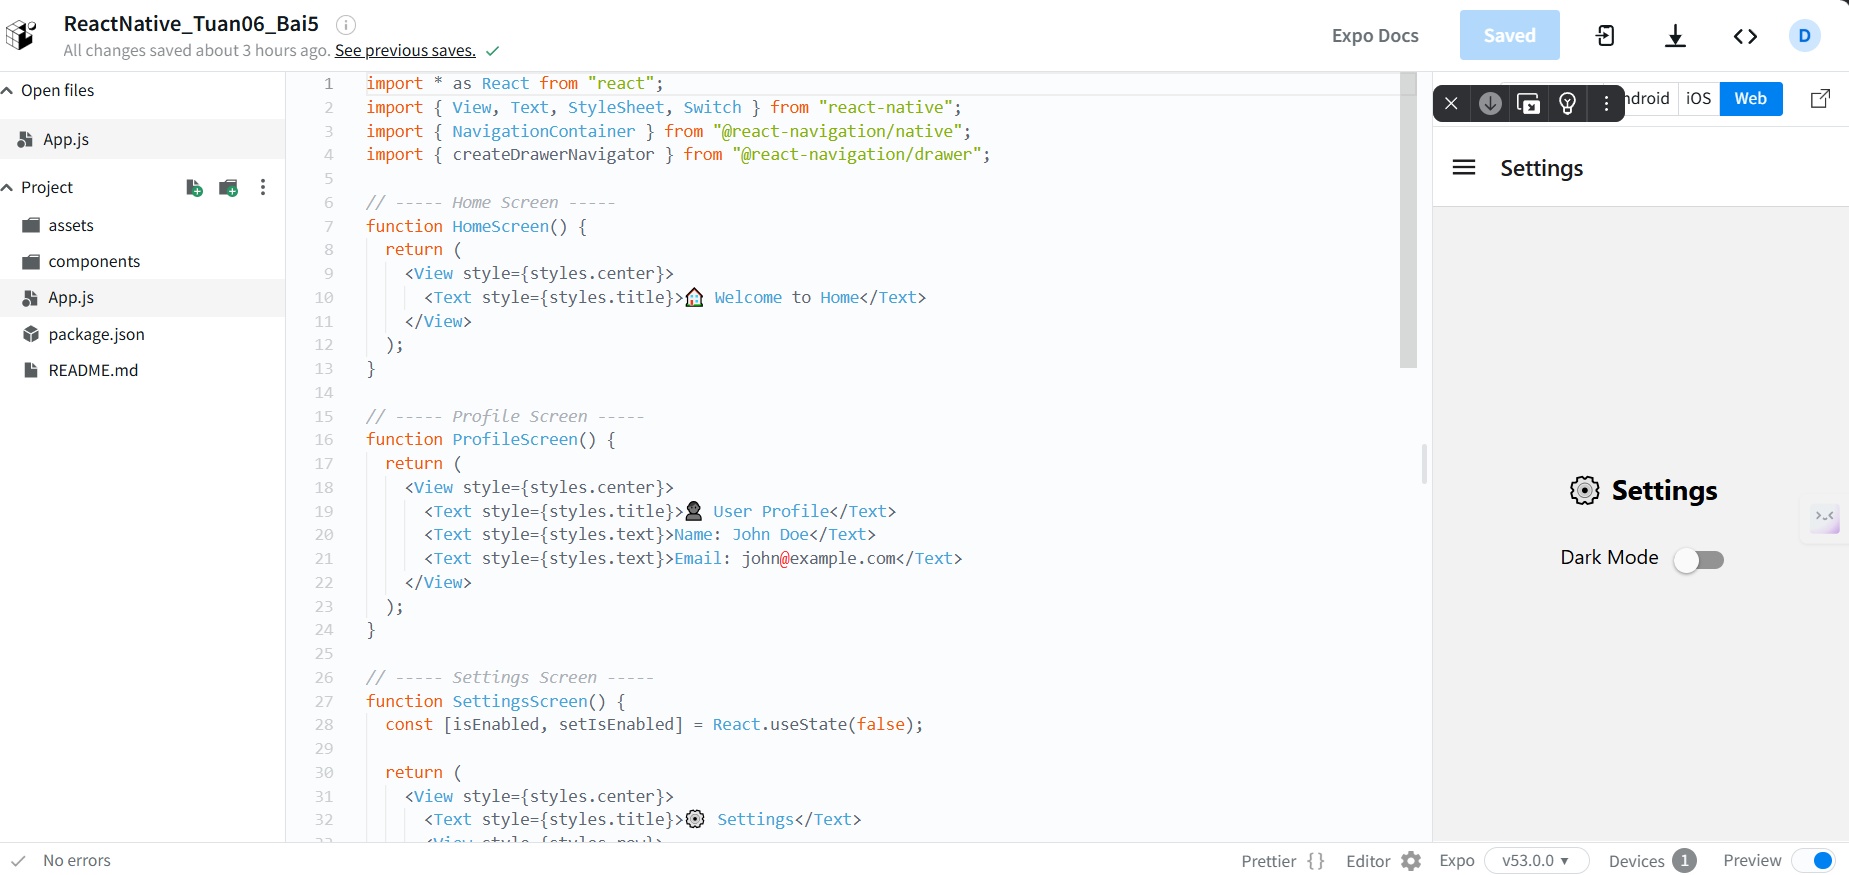 ReactNative_Tuan06_Bai5
All changes saved about 3 hours ago. See previous saves.
Expo Docs
Saved
D
Open files
App.js
Project
assets
components
App.js
package.json
README.md
1 import * as React from "react";
2 import { View, Text, StyleSheet, Switch } from "react-native";
3 import { NavigationContainer } from "@react-navigation/native";
4 import { createDrawerNavigator } from "@react-navigation/drawer";
5
6 // ----- Home Screen -----
7 function HomeScreen() {
8 return (
9 <View style={styles.center}>
10 <Text style={styles.title}>🏠 Welcome to Home</Text>
11 </View>
12 );
13 }
14
15 // ----- Profile Screen -----
16 function ProfileScreen() {
17 return (
18 <View style={styles.center}>
19 <Text style={styles.title}>👤 User Profile</Text>
20 <Text style={styles.text}>Name: John Doe</Text>
21 <Text style={styles.text}>Email: john@example.com</Text>
22 </View>
23 );
24 }
25
26 // ----- Settings Screen -----
27 function SettingsScreen() {
28 const [isEnabled, setIsEnabled] = React.useState(false);
29
30 return (
31 <View style={styles.center}>
32 <Text style={styles.title}>⚙️ Settings</Text>
<View style={styles.row}>
ndroid
iOS
Web
Settings
⚙️ Settings
Dark Mode
No errors
Prettier {}
Editor
Expo
v53.0.0
Devices 1
Preview